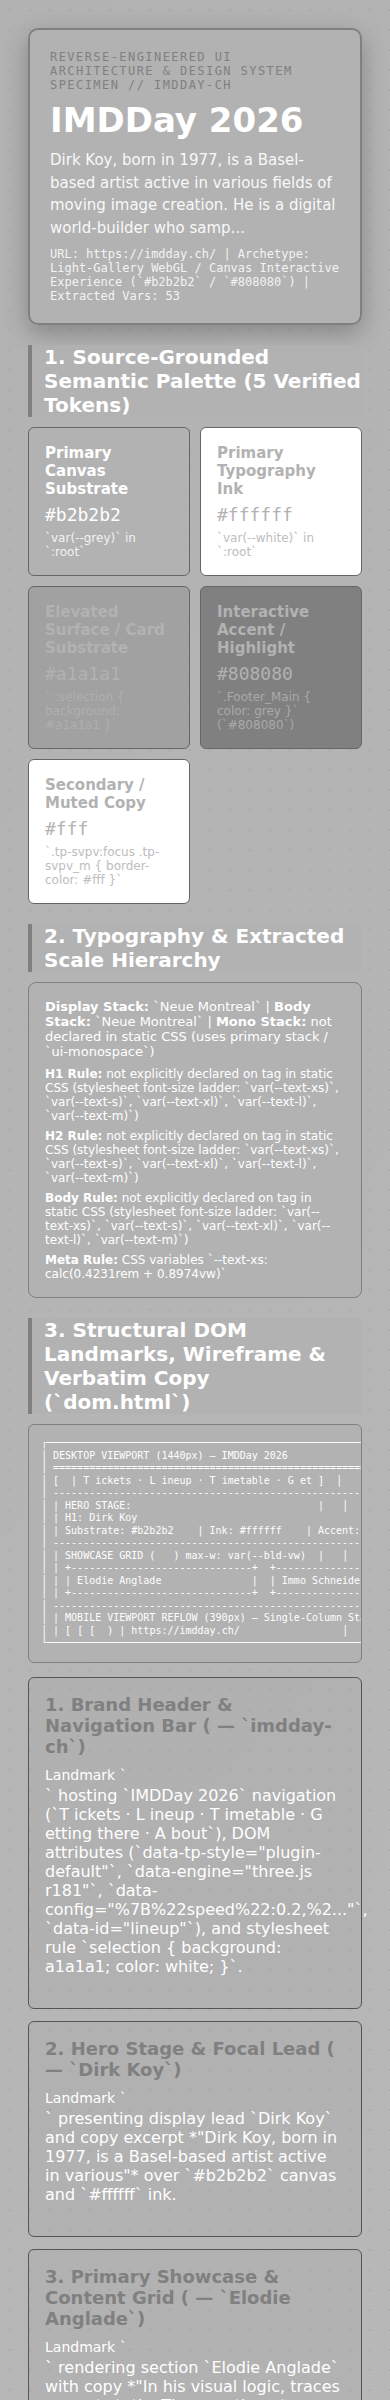 REVERSE-ENGINEERED UI
ARCHITECTURE & DESIGN SYSTEM
SPECIMEN // IMDDAY-CH
IMDDay 2026
Dirk Koy, born in 1977, is a Basel-
based artist active in various fields of
moving image creation. He is a digital
world-builder who samp...
URL: https://imdday.ch/ | Archetype:
Light-Gallery WebGL / Canvas Interactive
Experience (`#b2b2b2` / `#808080`) |
Extracted Vars: 53
1. Source-Grounded
Semantic Palette (5 Verified
Tokens)
Primary
Canvas
Substrate
#b2b2b2
`var(--grey)` in
`:root`
Primary
Typography
Ink
#ffffff
`var(--white)` in
`:root`
Elevated
Surface / Card
Substrate
#a1a1a1
`::selection {
background:
#a1a1a1 }`
Interactive
Accent /
Highlight
#808080
`.Footer_Main {
color: grey }`
(`#808080`)
Secondary /
Muted Copy
#fff
`.tp-svpv:focus .tp-
svpv_m { border-
color: #fff }`
2. Typography & Extracted
Scale Hierarchy
Display Stack: `Neue Montreal` | Body
Stack: `Neue Montreal` | Mono Stack: not
declared in static CSS (uses primary stack /
`ui-monospace`)
H1 Rule: not explicitly declared on tag in static
CSS (stylesheet font-size ladder: `var(--text-xs)`,
`var(--text-s)`, `var(--text-xl)`, `var(--text-l)`,
`var(--text-m)`)
H2 Rule: not explicitly declared on tag in static
CSS (stylesheet font-size ladder: `var(--text-xs)`,
`var(--text-s)`, `var(--text-xl)`, `var(--text-l)`,
`var(--text-m)`)
Body Rule: not explicitly declared on tag in
static CSS (stylesheet font-size ladder: `var(--
text-xs)`, `var(--text-s)`, `var(--text-xl)`, `var(--
text-l)`, `var(--text-m)`)
Meta Rule: CSS variables `--text-xs:
calc(0.4231rem + 0.8974vw)`
3. Structural DOM
Landmarks, Wireframe &
Verbatim Copy
(`dom.html`)
| DESKTOP VIEWPORT (1440px) — IMDDay 2026
| ====================================================
| [  | T ickets · L ineup · T imetable · G et ]  |
| ----------------------------------------------------
| | HERO STAGE:                               |   |
| | H1: Dirk Koy
| | Substrate: #b2b2b2    | Ink: #ffffff    | Accent:
| ----------------------------------------------------
| | SHOWCASE GRID (   ) max-w: var(--bld-vw)  |   |
| | +------------------------------+  +--------------
| | | Elodie Anglade               |  | Immo Schneide
| | +------------------------------+  +--------------
| ----------------------------------------------------
| | MOBILE VIEWPORT REFLOW (390px) — Single-Column St
| | [ [ [  ) | https://imdday.ch/                 |
1. Brand Header &
Navigation Bar ( — `imdday-
ch`)
Landmark `
` hosting `IMDDay 2026` navigation
(`T ickets · L ineup · T imetable · G
etting there · A bout`), DOM
attributes (`data-tp-style="plugin-
default"`, `data-engine="three.js
r181"`, `data-
config="%7B%22speed%22:0.2,%2..."`,
`data-id="lineup"`), and stylesheet
rule `selection { background:
a1a1a1; color: white; }`.
2. Hero Stage & Focal Lead (
— `Dirk Koy`)
Landmark `
` presenting display lead `Dirk Koy`
and copy excerpt *"Dirk Koy, born in
1977, is a Basel-based artist active
in various"* over `#b2b2b2` canvas
and `#ffffff` ink.
3. Primary Showcase &
Content Grid ( — `Elodie
Anglade`)
Landmark `
` rendering section `Elodie Anglade`
with copy *"In his visual logic, traces